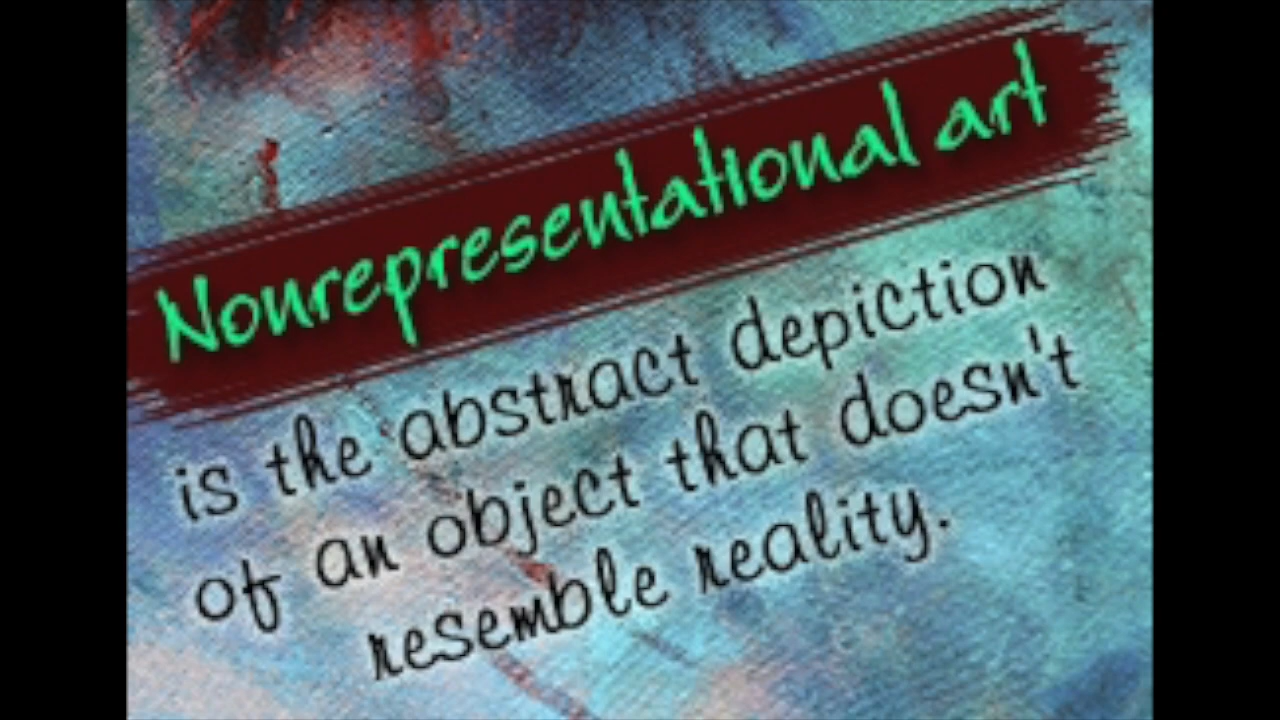 Nonrepresentational art
is the abstract depiction
of an object that doesn't
resemble reality.